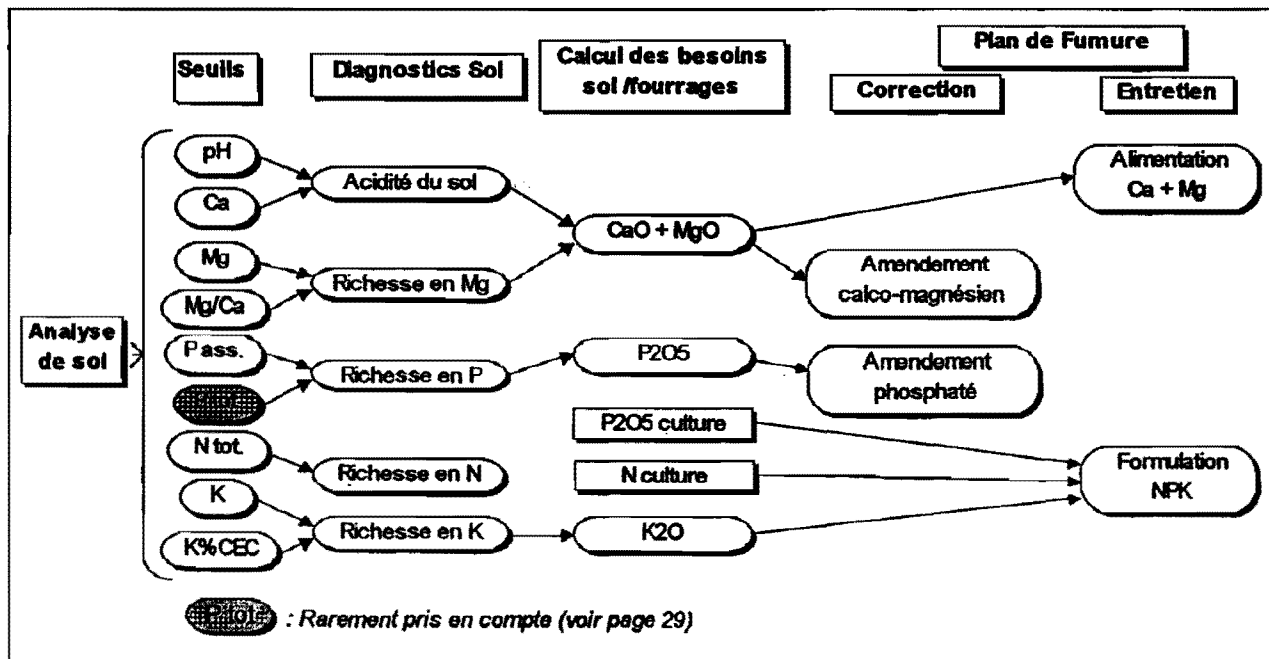 Plan de Fumure
Seuils
Diagnostics Sol
Calcul des besoins
sol /fourrages
Correction
Entretien
Analyse
de sol
pH
Ca
Mg
Mg/Ca
P ass.
N tot.
K
K%CEC
Acidité du sol
Richesse en Mg
Richesse en P
Richesse en N
Richesse en K
CaO + MgO
P2O5
P2O5 culture
N culture
K2O
Amendement
calco-magnésien
Amendement
phosphaté
Alimentation
Ca + Mg
Formulation
NPK
P tot. : Rarement pris en compte (voir page 29)